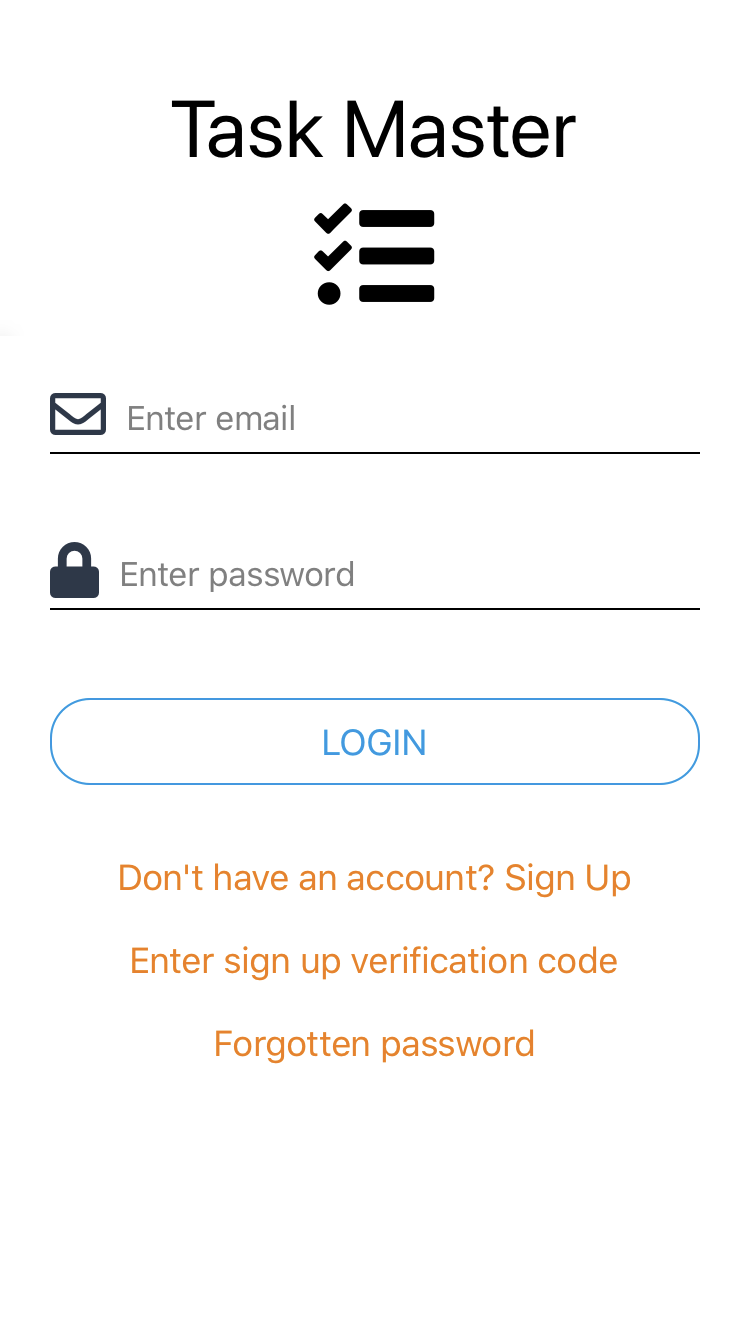 Task Master
Enter email
Enter password
LOGIN
Don't have an account? Sign Up
Enter sign up verification code
Forgotten password